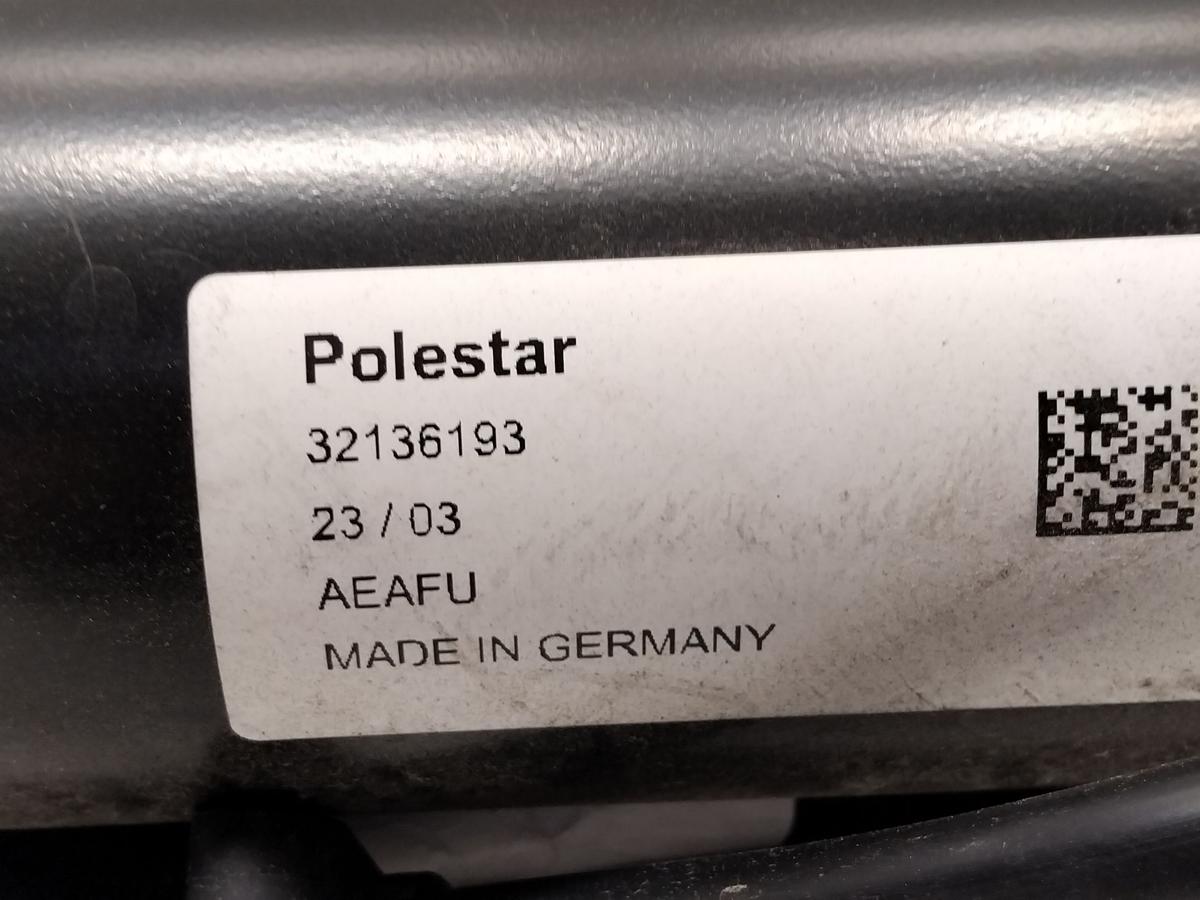 Polestar
32136193
23 / 03
AEAFU
MADE IN GERMANY